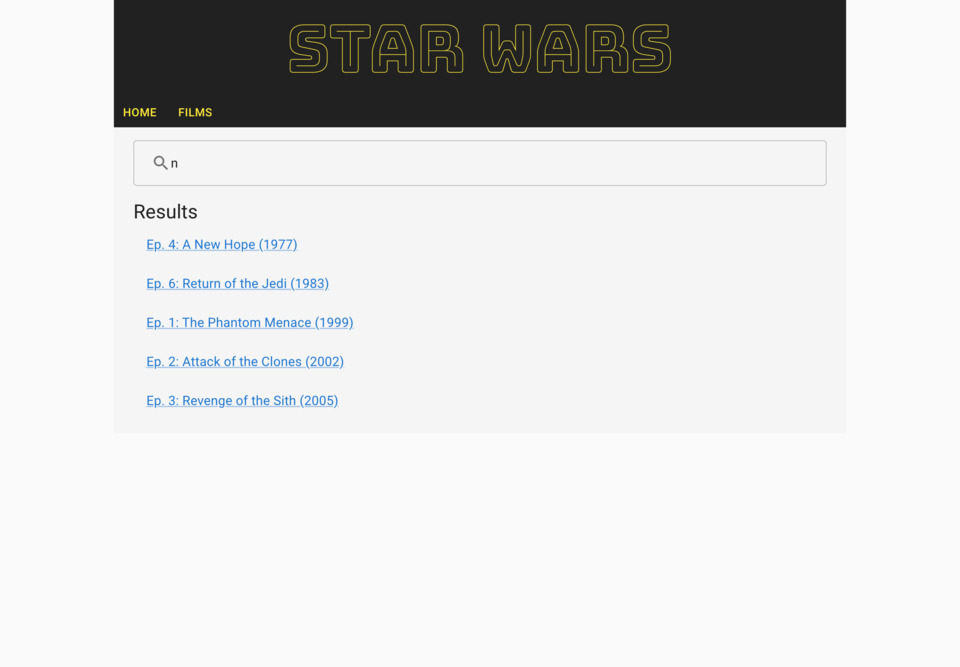 STAR WARS
HOME FILMS
n
Results
Ep. 4: A New Hope (1977)
Ep. 6: Return of the Jedi (1983)
Ep. 1: The Phantom Menace (1999)
Ep. 2: Attack of the Clones (2002)
Ep. 3: Revenge of the Sith (2005)